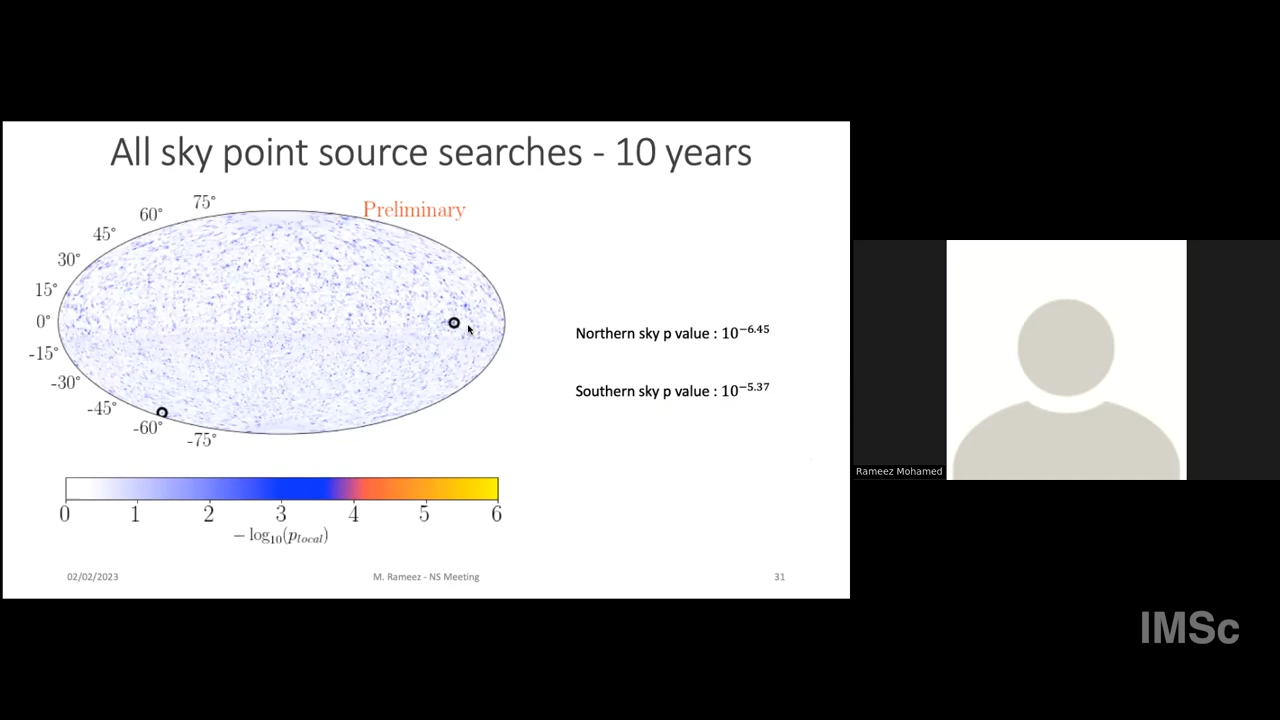 All sky point source searches - 10 years
Preliminary
75°
60°
45°
30°
15°
0°
-15°
-30°
-45°
-60°
-75°
Northern sky p value : 10^−6.45
Southern sky p value : 10^−5.37
0 1 2 3 4 5 6
− log10(plocal)
02/02/2023 M. Rameez - NS Meeting 31
Rameez Mohamed
IMSc